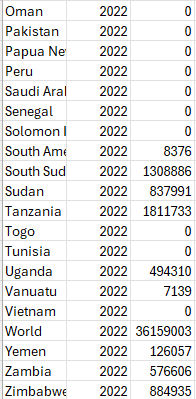 Oman 2022 0
Pakistan 2022 0
Papua Ne 2022 0
Peru 2022 0
Saudi Aral 2022 0
Senegal 2022 0
Solomon I 2022 0
South Ame 2022 8376
South Sud 2022 1308886
Sudan 2022 837991
Tanzania 2022 1811733
Togo 2022 0
Tunisia 2022 0
Uganda 2022 494310
Vanuatu 2022 7139
Vietnam 2022 0
World 2022 36159003
Yemen 2022 126057
Zambia 2022 576606
Zimbabwe 2022 884935